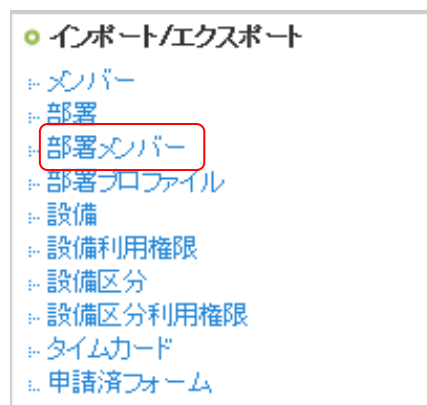 インポート/エクスポート
メンバー
部署
部署メンバー
部署プロファイル
設備
設備利用権限
設備区分
設備区分利用権限
タイムカード
申請済フォーム